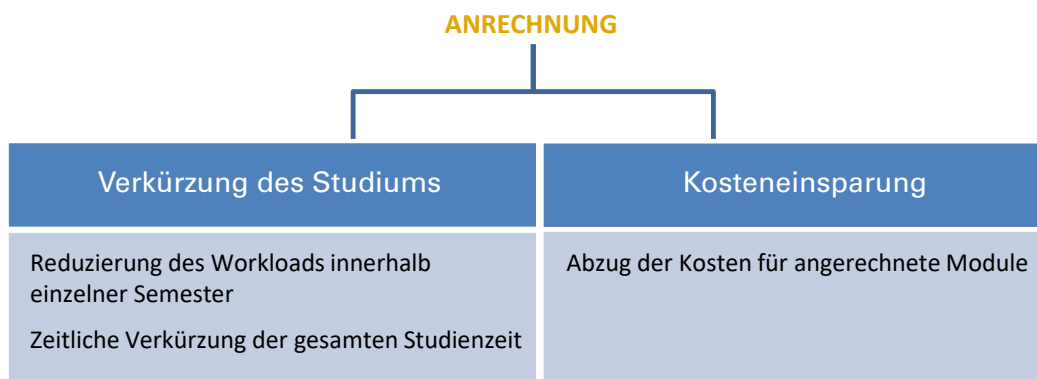 ANRECHNUNG
Verkürzung des Studiums
Kosteneinsparung
Reduzierung des Workloads innerhalb
einzelner Semester
Zeitliche Verkürzung der gesamten Studienzeit
Abzug der Kosten für angerechnete Module